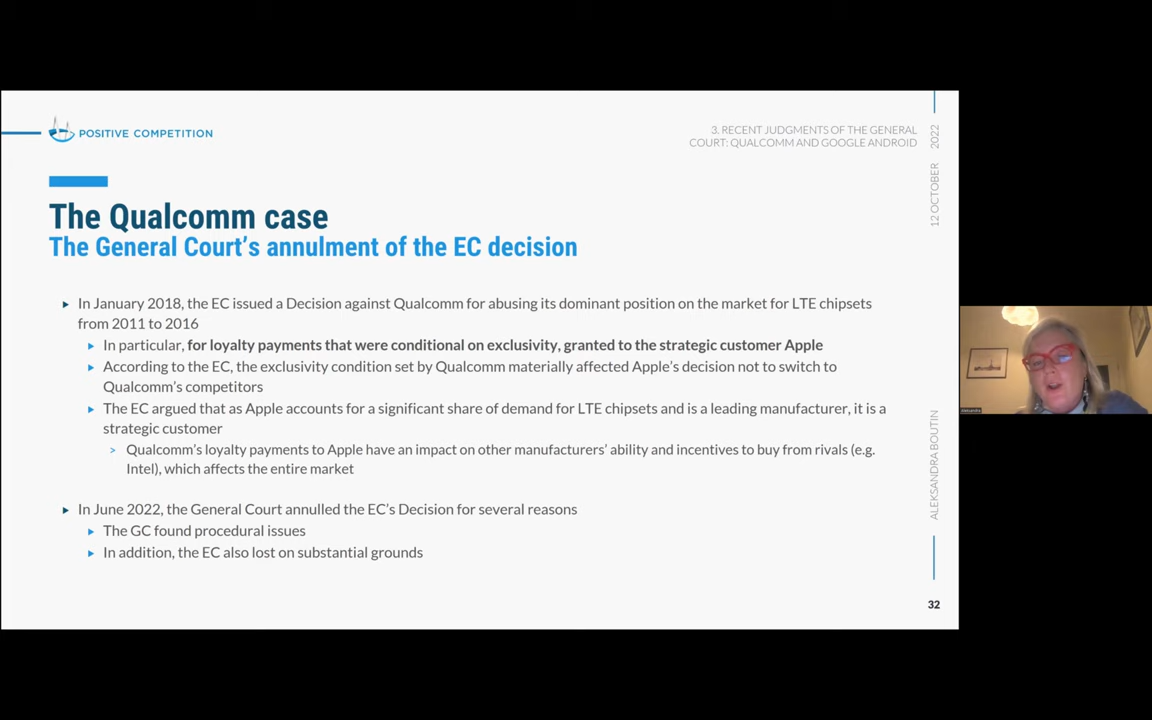 POSITIVE COMPETITION
3. RECENT JUDGMENTS OF THE GENERAL
COURT: QUALCOMM AND GOOGLE ANDROID
12 OCTOBER 2022
The Qualcomm case
The General Court's annulment of the EC decision
In January 2018, the EC issued a Decision against Qualcomm for abusing its dominant position on the market for LTE chipsets
from 2011 to 2016
In particular, for loyalty payments that were conditional on exclusivity, granted to the strategic customer Apple
According to the EC, the exclusivity condition set by Qualcomm materially affected Apple's decision not to switch to
Qualcomm's competitors
The EC argued that as Apple accounts for a significant share of demand for LTE chipsets and is a leading manufacturer, it is a
strategic customer
Qualcomm's loyalty payments to Apple have an impact on other manufacturers' ability and incentives to buy from rivals (e.g.
Intel), which affects the entire market
In June 2022, the General Court annulled the EC's Decision for several reasons
The GC found procedural issues
In addition, the EC also lost on substantial grounds
ALEKSANDRA BOUTIN
32